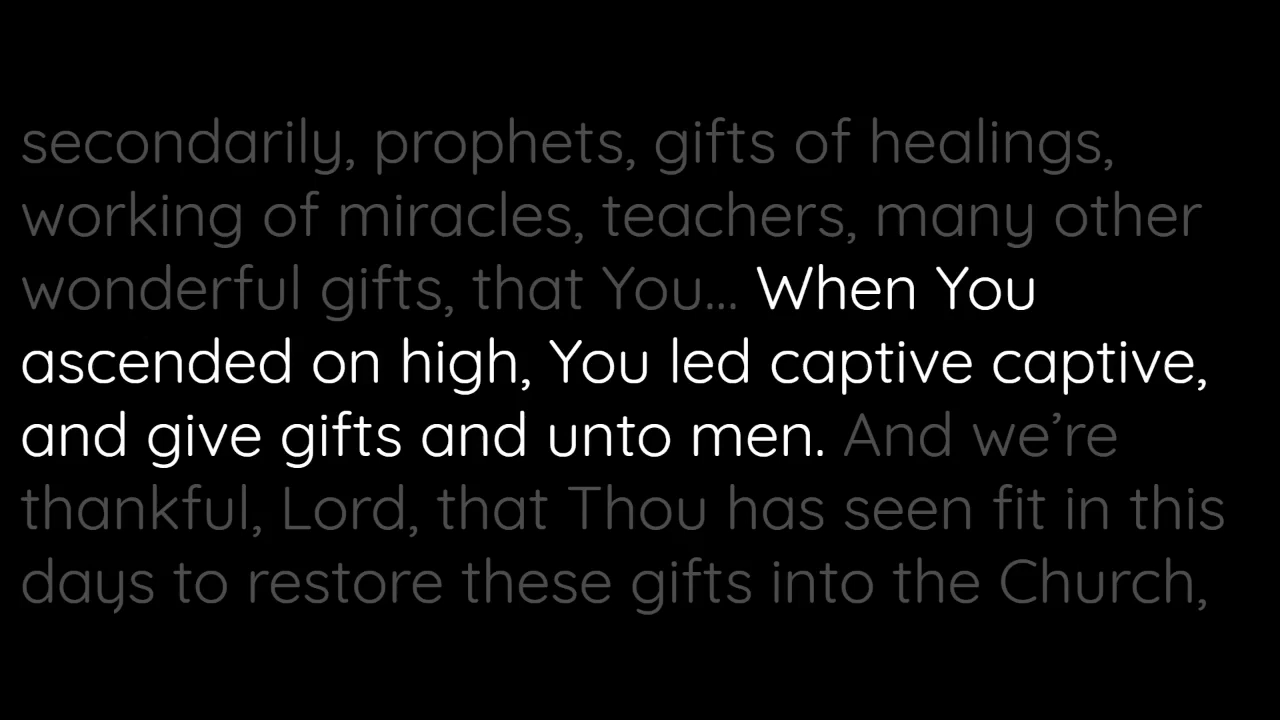 secondarily, prophets, gifts of healings,
working of miracles, teachers, many other
wonderful gifts, that You... When You
ascended on high, You led captive captive,
and give gifts and unto men. And we’re
thankful, Lord, that Thou has seen fit in this
days to restore these gifts into the Church,